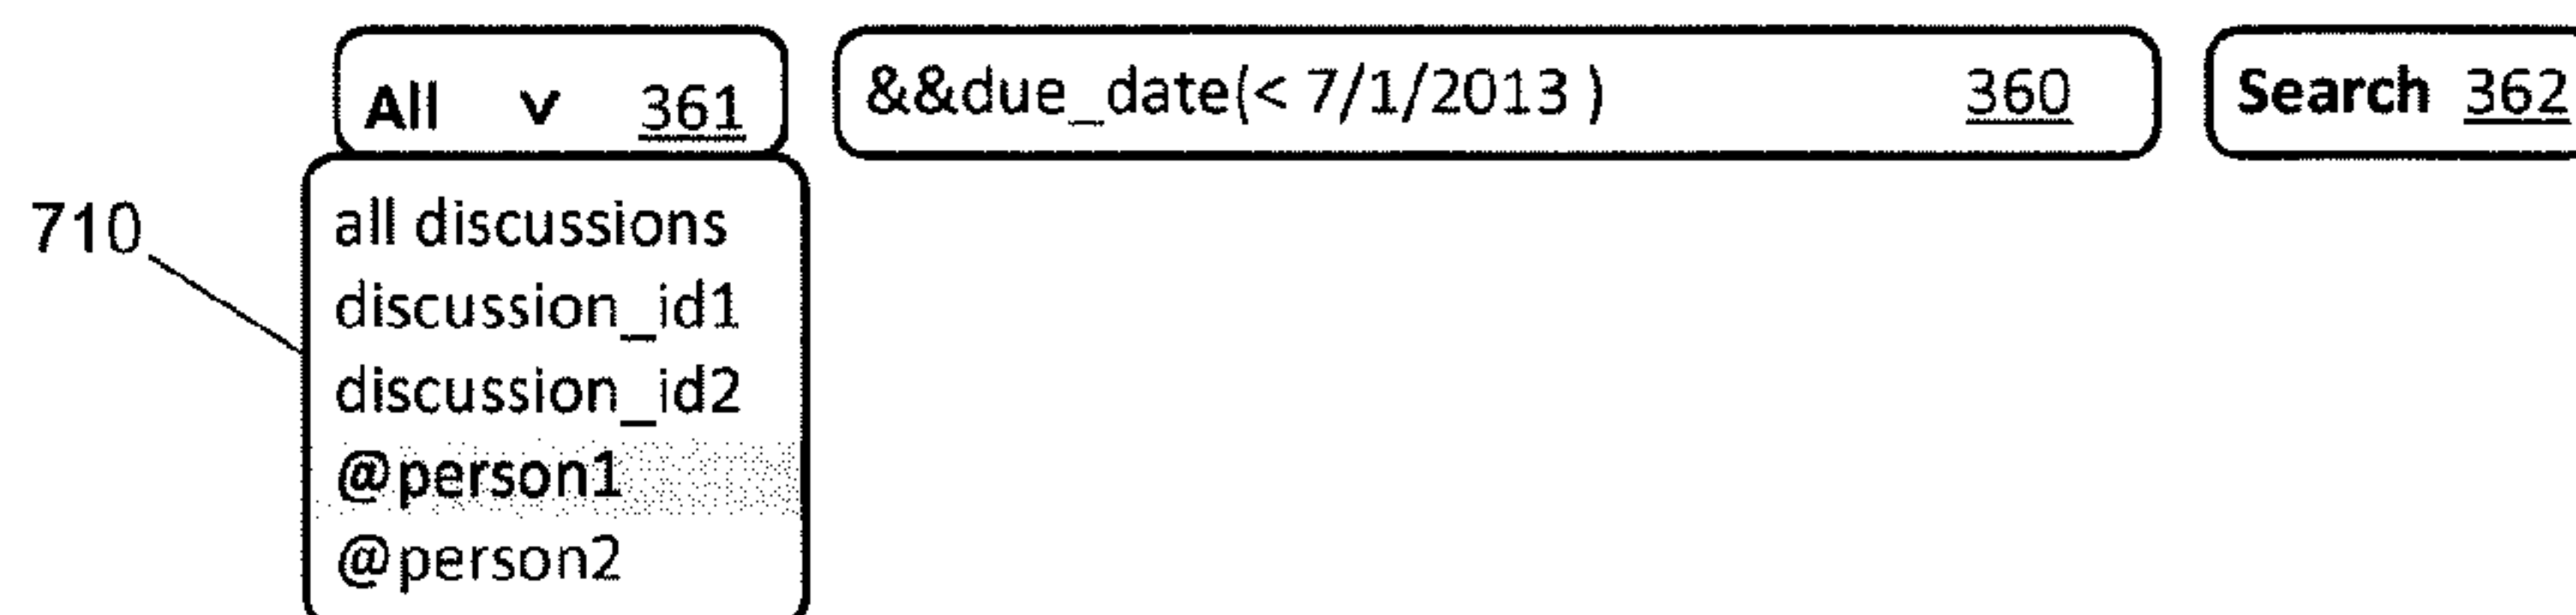 All v 361 &&due_date(< 7/1/2013 ) 360 Search 362
710
all discussions
discussion_id1
discussion_id2
@person1
@person2